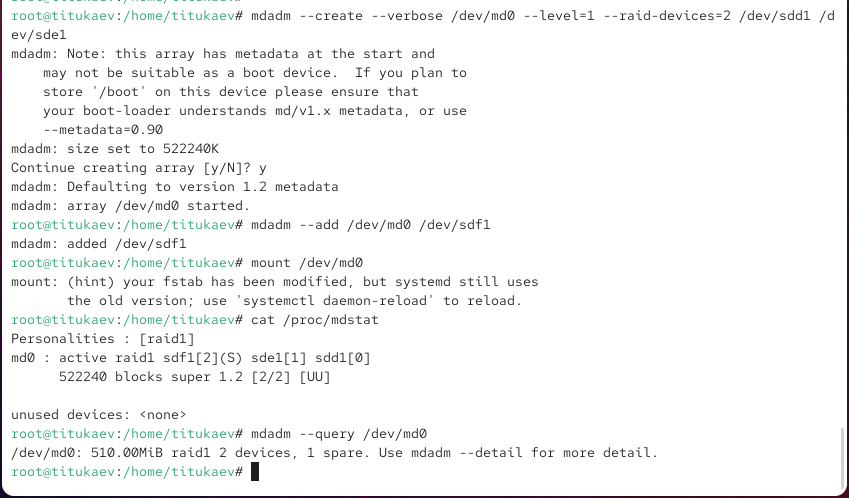 root@titukaev:/home/titukaev# mdadm --create --verbose /dev/md0 --level=1 --raid-devices=2 /dev/sdd1 /d
ev/sde1
mdadm: Note: this array has metadata at the start and
    may not be suitable as a boot device.  If you plan to
    store '/boot' on this device please ensure that
    your boot-loader understands md/v1.x metadata, or use
    --metadata=0.90
mdadm: size set to 522240K
Continue creating array [y/N]? y
mdadm: Defaulting to version 1.2 metadata
mdadm: array /dev/md0 started.
root@titukaev:/home/titukaev# mdadm --add /dev/md0 /dev/sdf1
mdadm: added /dev/sdf1
root@titukaev:/home/titukaev# mount /dev/md0
mount: (hint) your fstab has been modified, but systemd still uses
       the old version; use 'systemctl daemon-reload' to reload.
root@titukaev:/home/titukaev# cat /proc/mdstat
Personalities : [raid1]
md0 : active raid1 sdf1[2](S) sde1[1] sdd1[0]
      522240 blocks super 1.2 [2/2] [UU]

unused devices: <none>
root@titukaev:/home/titukaev# mdadm --query /dev/md0
/dev/md0: 510.00MiB raid1 2 devices, 1 spare. Use mdadm --detail for more detail.
root@titukaev:/home/titukaev#